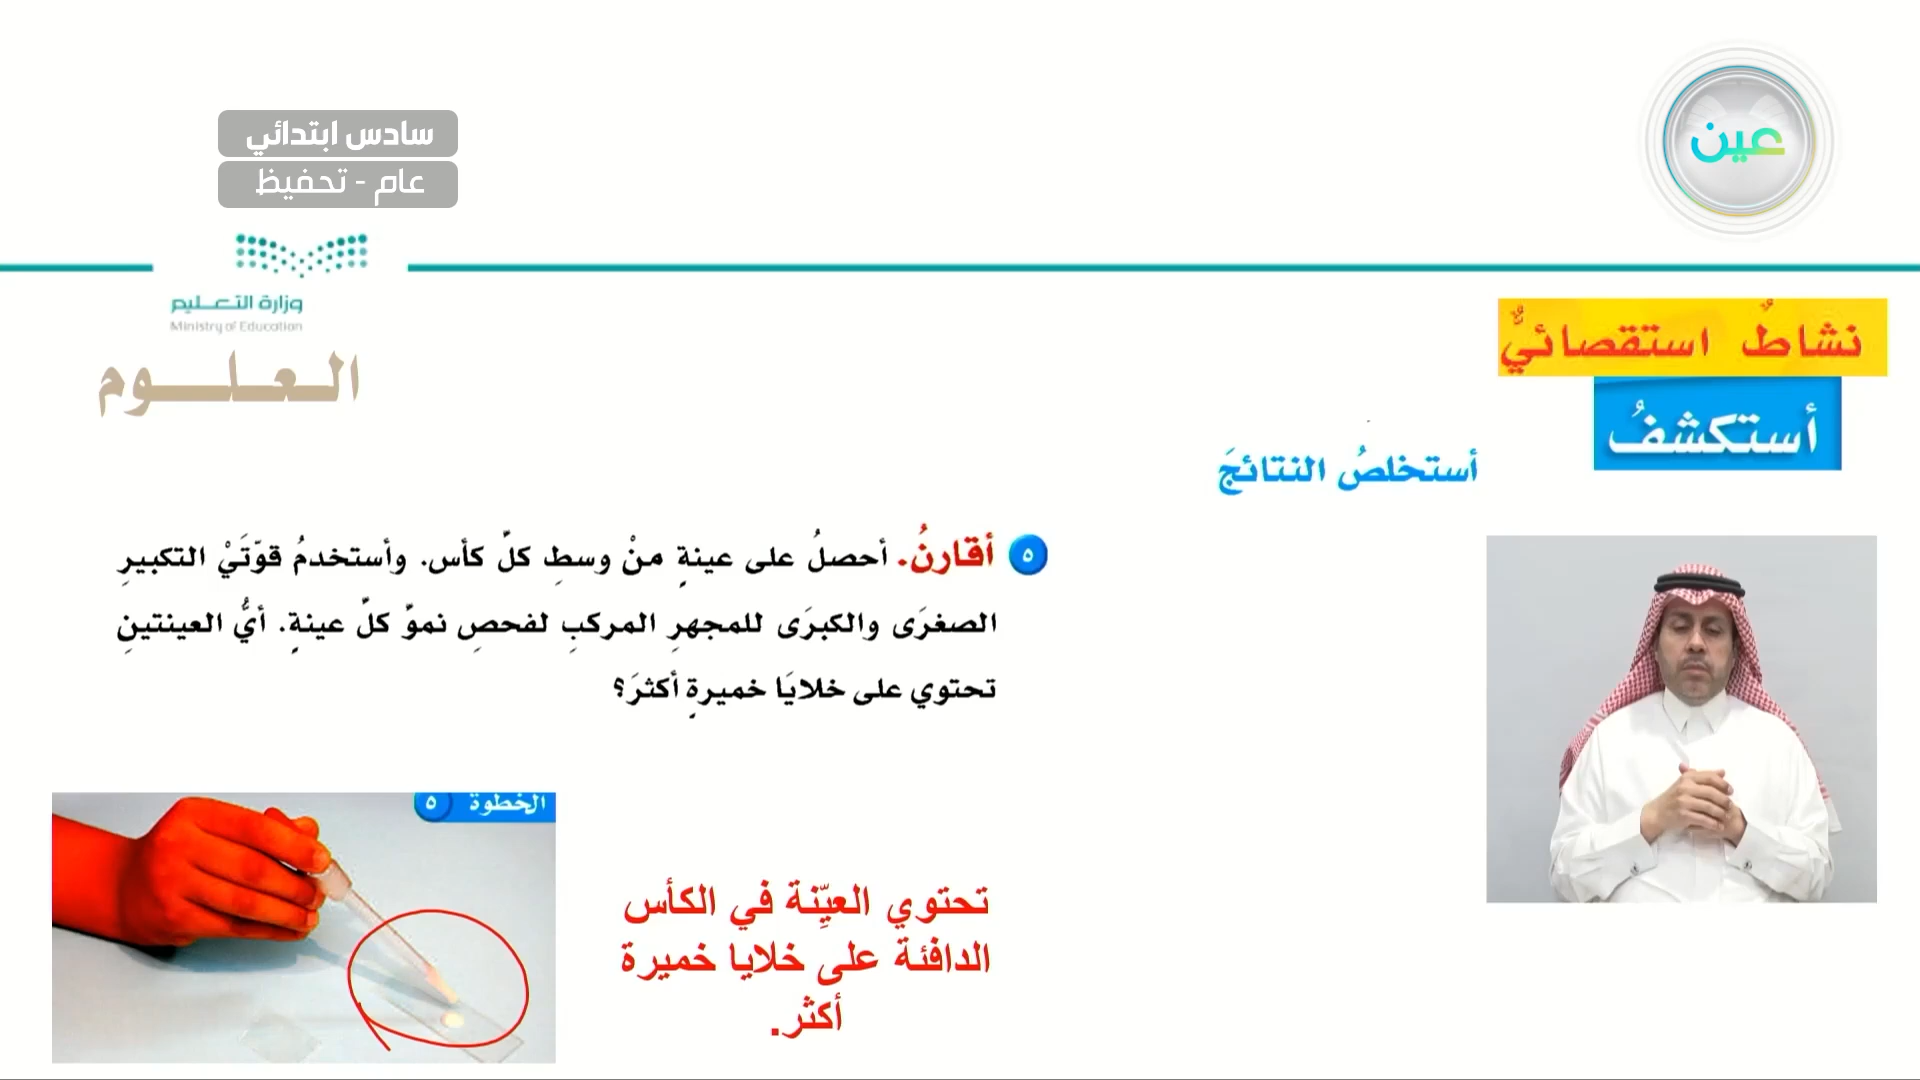 عين
سادس ابتدائي
عام - تحفيظ
وزارة التعليم
Ministry of Education
العلوم
نشاطٌ استقصائيٌّ
أستكشفُ
أستخلصُ النتائجَ
٥ أقارنُ. أحصلُ على عينةٍ منْ وسطِ كلِّ كأس. وأستخدمُ قوّتَيْ التكبيرِ
الصغرَى والكبرَى للمجهرِ المركبِ لفحصِ نموِّ كلِّ عينةٍ. أيُّ العينتينِ
تحتوي على خلايَا خميرةٍ أكثرَ؟
الخطوة ٥
تحتوي العيِّنة في الكأس
الدافئة على خلايا خميرة
أكثر.